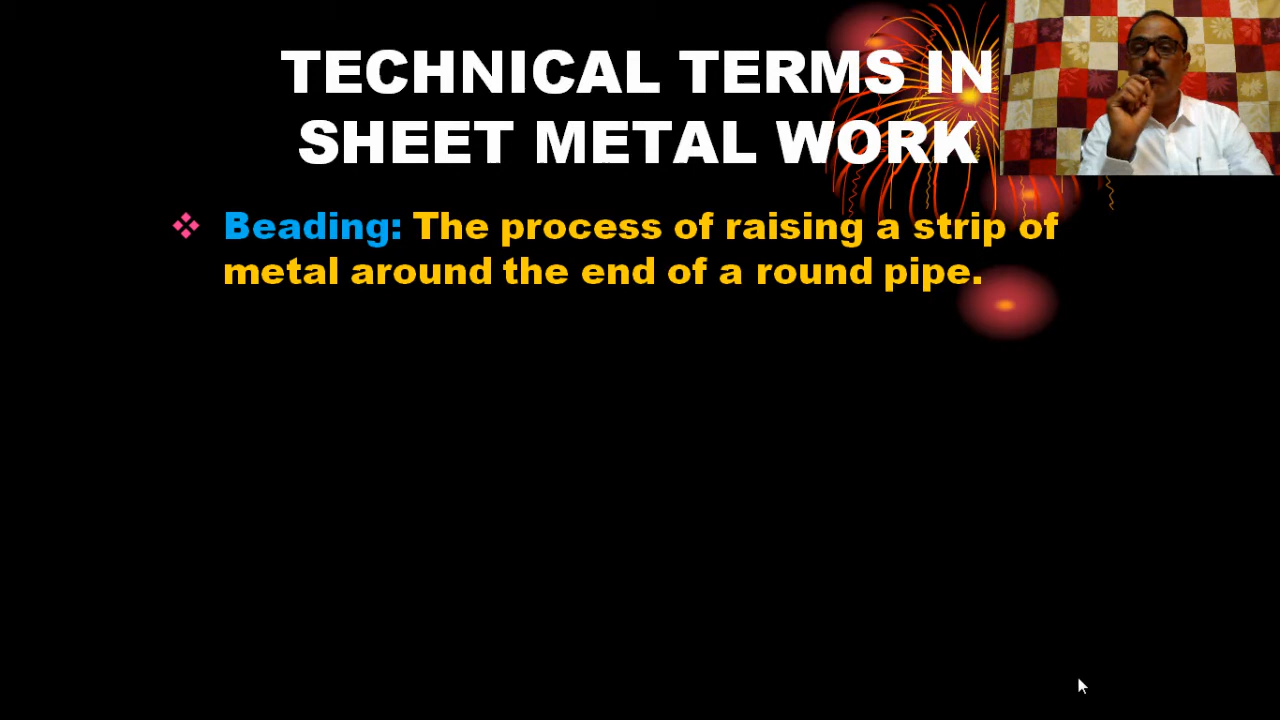 TECHNICAL TERMS IN
SHEET METAL WORK
Beading: The process of raising a strip of
metal around the end of a round pipe.